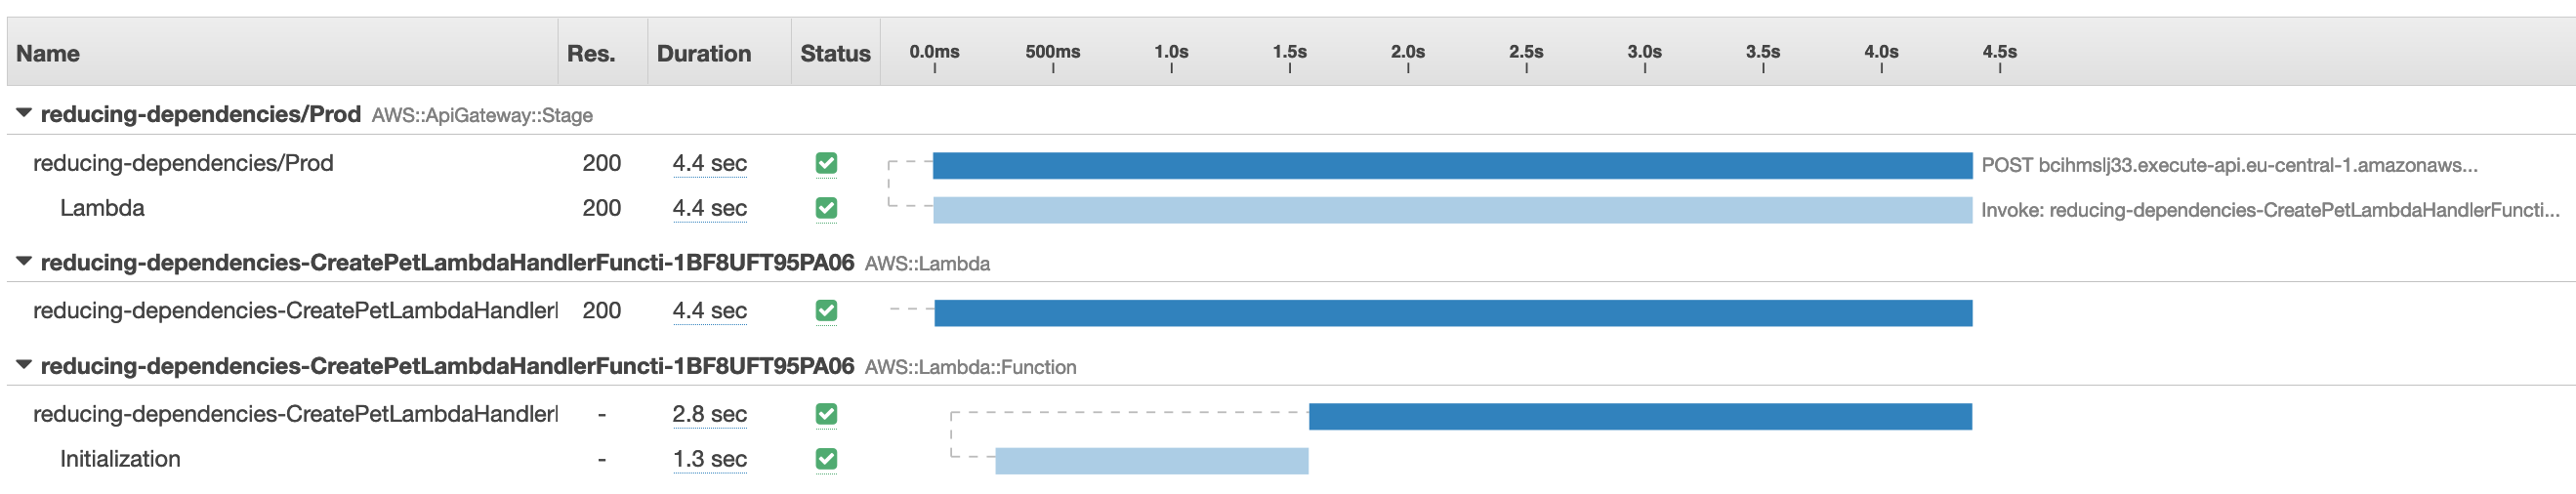 Name Res. Duration Status 0.0ms 500ms 1.0s 1.5s 2.0s 2.5s 3.0s 3.5s 4.0s 4.5s
reducing-dependencies/Prod AWS::ApiGateway::Stage
reducing-dependencies/Prod 200 4.4 sec POST bcihmslj33.execute-api.eu-central-1.amazonaws...
Lambda 200 4.4 sec Invoke: reducing-dependencies-CreatePetLambdaHandlerFuncti...
reducing-dependencies-CreatePetLambdaHandlerFuncti-1BF8UFT95PA06 AWS::Lambda
reducing-dependencies-CreatePetLambdaHandler 200 4.4 sec
reducing-dependencies-CreatePetLambdaHandlerFuncti-1BF8UFT95PA06 AWS::Lambda::Function
reducing-dependencies-CreatePetLambdaHandler - 2.8 sec
Initialization - 1.3 sec